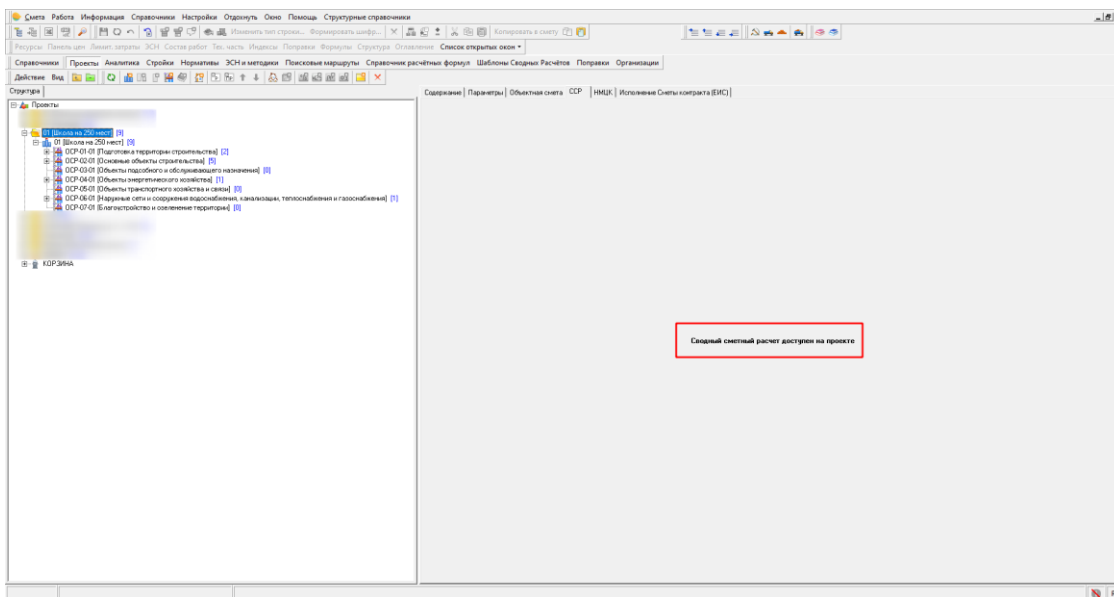 Смета Работа Информация Справочники Настройки Отдохнуть Окно Помощь Структурные справочники
Изменить тип строки... Формировать шифр... Копировать в смету
Ресурсы Панель цен Лимит.затраты ЭСН Состав работ Тех. часть Индексы Поправки Формулы Структура Оглавление Список открытых окон
Справочники Проекты Аналитика Стройки Нормативы ЭСН и методики Поисковые маршруты Справочник расчётных формул Шаблоны Сводных Расчётов Поправки Организации
Действие Вид
Структура
Содержание Параметры Объектная смета ССР НМЦК Исполнение Сметы контракта (ЕИС)
Проекты
01 [Школа на 250 мест] [9]
01 [Школа на 250 мест] [9]
ОСР-01-01 [Подготовка территории строительства] [2]
ОСР-02-01 [Основные объекты строительства] [5]
ОСР-03-01 [Объекты подсобного и обслуживающего назначения] [0]
ОСР-04-01 [Объекты энергетического хозяйства] [1]
ОСР-05-01 [Объекты транспортного хозяйства и связи] [0]
ОСР-06-01 [Наружные сети и сооружения водоснабжения, канализации, теплоснабжения и газоснабжения] [1]
ОСР-07-01 [Благоустройство и озеленение территории] [0]
КОРЗИНА
Сводный сметный расчет доступен на проекте